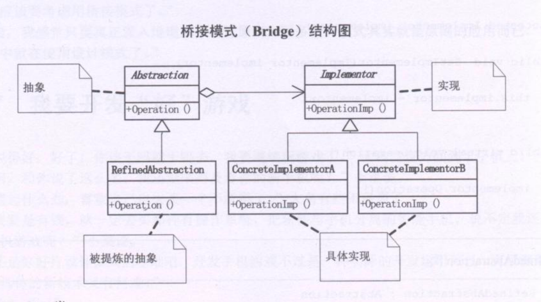 桥接模式（Bridge）结构图
抽象
Abstraction
+Operation ()
Implementor
+OperationImp ()
实现
RefinedAbstraction
+Operation ()
ConcreteImplementorA
+OperationImp ()
ConcreteImplementorB
+OperationImp ()
被提炼的抽象
具体实现